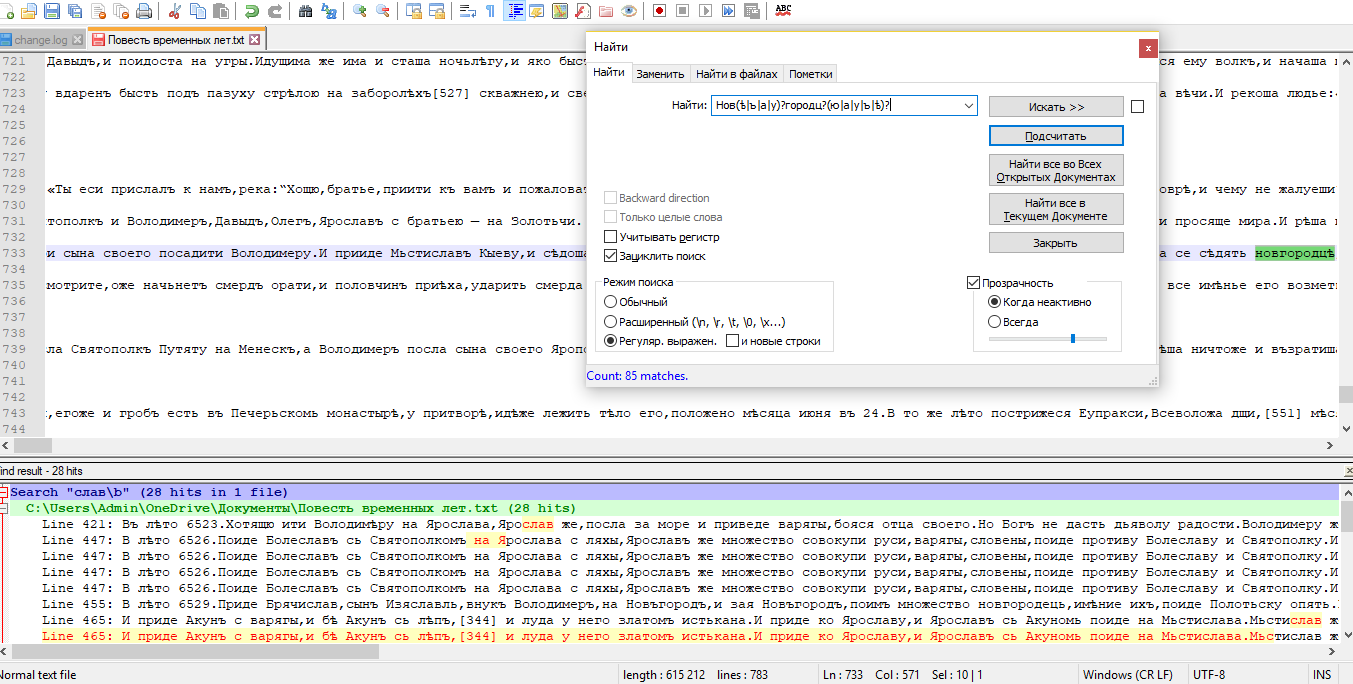 ABC
change.log
Повесть временных лет.txt
Найти
Найти
Заменить
Найти в файлах
Пометки
Найти:
Нов(ѣ|ъ|а|у)?городц?(ю|а|у|ъ|ѣ)?
Искать >>
Подсчитать
Найти все во Всех
Открытых Документах
Найти все в
Текущем Документе
Закрыть
Backward direction
Только целые слова
Учитывать регистр
Зациклить поиск
Режим поиска
Обычный
Расширенный (\n, \r, \t, \0, \x...)
Регуляр. выражен.
и новые строки
Прозрачность
Когда неактивно
Всегда
Count: 85 matches.
721 Давыдъ,и поидоста на угры.Идущима же има и сташа ночьлѣгу,и яко быс ся ему волкъ,и начаша
722
723 вдаренъ бысть подъ пазуху стрѣлою на заборолѣхъ[527] скважнею,и све вѣчи.И рекоша людье:
724
725
726
727
728
729 «Ты еси прислалъ к намъ,река:“Хощю,братье,приити къ вамъ и пожаловат оврѣ,и чему не жалуеши
730
731 тополкъ и Володимеръ,Давыдъ,Олегъ,Ярославъ с братьею — на Золотьчи. и просяще мира.И рѣша
732
733 и сына своего посадити Володимеру.И прииде Мьстиславъ Кыеву,и сѣдоша а се сѣдять новгородцѣ
734
735 мотрите,оже начьнеть смердъ орати,и половчинъ приѣха,ударить смерда все имѣнье его возмет
736
737
738
739 ла Святополкъ Путяту на Менескъ,а Володимеръ посла сына своего Яроп ѣша ничтоже и възратиша
740
741
742
743 ,егоже и гробъ есть въ Печерьскомь монастырѣ,у притворѣ,идѣже лежить тѣло его,положено мѣсяца июня въ 24.В то же лѣто пострижеся Еупракси,Всеволожа дщи,[551] мѣс
744
ind result - 28 hits
Search "слав\b" (28 hits in 1 file)
C:\Users\Admin\OneDrive\Документы\Повесть временных лет.txt (28 hits)
Line 421: Въ лѣто 6523.Хотящю ити Володимѣру на Ярослава,Ярослав же,посла за море и приведе варягы,бояся отца своего.Но Богъ не дасть дьяволу радости.Володимеру ж
Line 447: В лѣто 6526.Поиде Болеславъ сь Святополкомъ на Ярослава с ляхы,Ярославъ же множество совокупи руси,варягы,словены,поиде противу Болеславу и Святополку.И
Line 447: В лѣто 6526.Поиде Болеславъ сь Святополкомъ на Ярослава с ляхы,Ярославъ же множество совокупи руси,варягы,словены,поиде противу Болеславу и Святополку.И
Line 447: В лѣто 6526.Поиде Болеславъ сь Святополкомъ на Ярослава с ляхы,Ярославъ же множество совокупи руси,варягы,словены,поиде противу Болеславу и Святополку.И
Line 447: В лѣто 6526.Поиде Болеславъ сь Святополкомъ на Ярослава с ляхы,Ярославъ же множество совокупи руси,варягы,словены,поиде противу Болеславу и Святополку.И
Line 455: В лѣто 6529.Приде Брячислав,сынъ Изяславль,внукъ Володимеръ,на Новъгородъ,и зая Новъгородъ,поимъ множество новгородець,имѣние ихъ,поиде Полотьску опять.
Line 465: И приде Акунъ с варягы,и бѣ Акунъ сь лѣпъ,[344] и луда у него златомъ истькана.И приде ко Ярославу,и Ярославъ сь Акуномь поиде на Мьстислава.Мьстислав ж
Line 465: И приде Акунъ с варягы,и бѣ Акунъ сь лѣпъ,[344] и луда у него златомъ истькана.И приде ко Ярославу,и Ярославъ сь Акуномь поиде на Мьстислава.Мьстислав ж
Normal text file
length : 615 212 lines : 783
Ln : 733 Col : 571 Sel : 10 | 1
Windows (CR LF)
UTF-8
INS